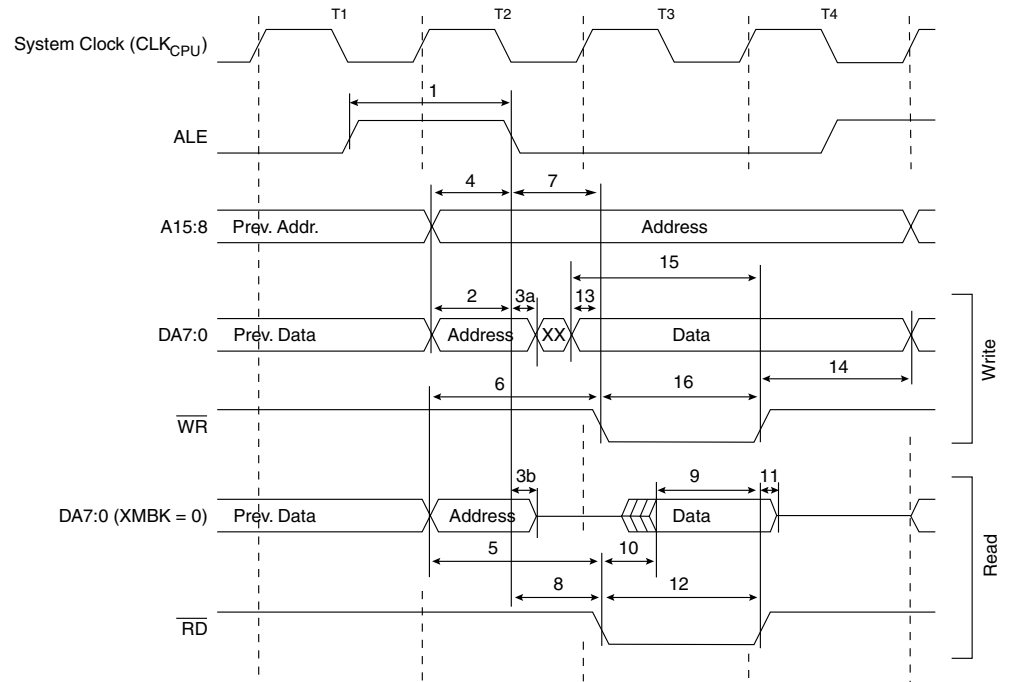 T1 T2 T3 T4
System Clock (CLKCPU)
1
ALE
4 7
A15:8 Prev. Addr. Address
15
2 3a 13
DA7:0 Prev. Data Address XX Data
14
6 16
WR
Write
3b 9 11
DA7:0 (XMBK = 0) Prev. Data Address Data
5 10
8 12
RD
Read